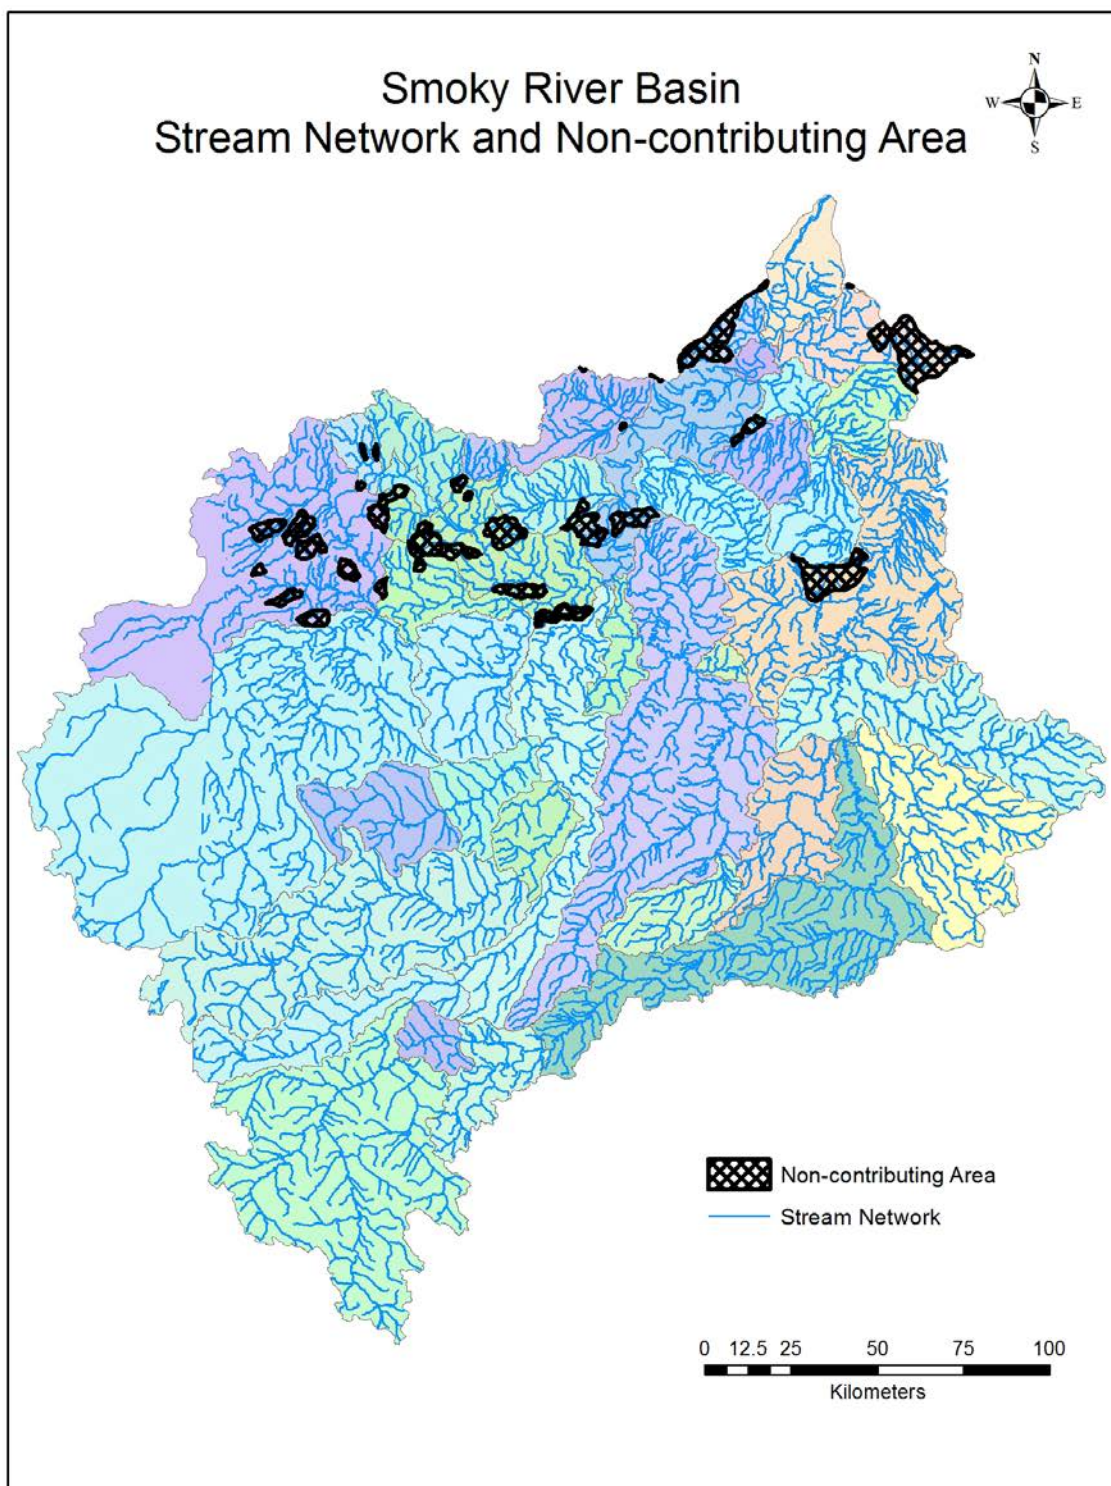 Smoky River Basin
Stream Network and Non-contributing Area
N
W E
S
Non-contributing Area
Stream Network
0 12.5 25 50 75 100
Kilometers